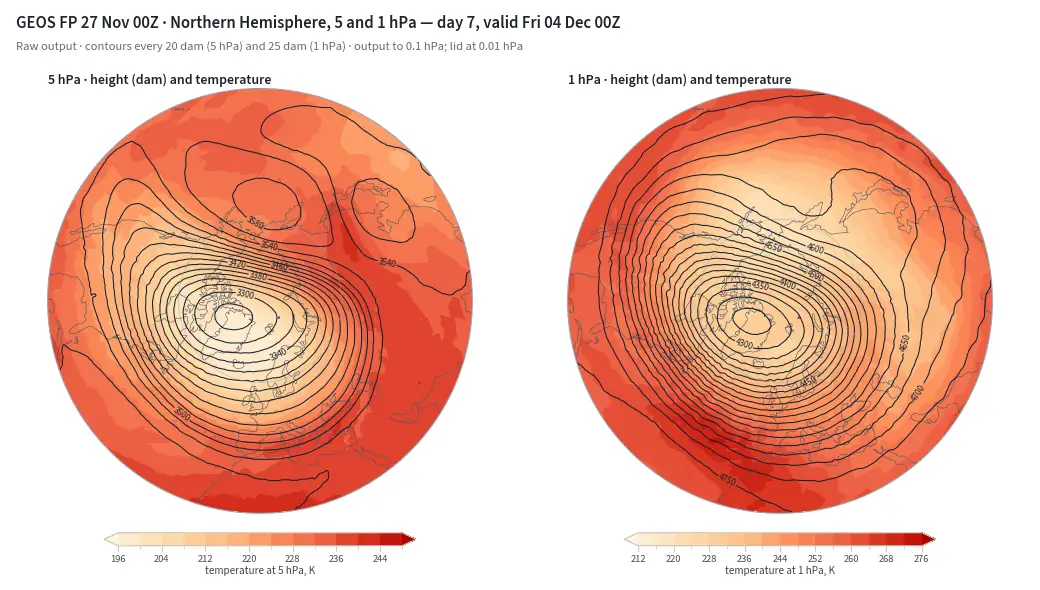 GEOS FP 27 Nov 00Z · Northern Hemisphere, 5 and 1 hPa — day 7, valid Fri 04 Dec 00Z
Raw output · contours every 20 dam (5 hPa) and 25 dam (1 hPa) · output to 0.1 hPa; lid at 0.01 hPa
5 hPa · height (dam) and temperature
3580
3540
3420
3460
3380
3540
3300
3340
3500
196 204 212 220 228 236 244
temperature at 5 hPa, K
1 hPa · height (dam) and temperature
4550
4600
4500
4350
4400
4300
4650
4450
4700
4750
212 220 228 236 244 252 260 268 276
temperature at 1 hPa, K